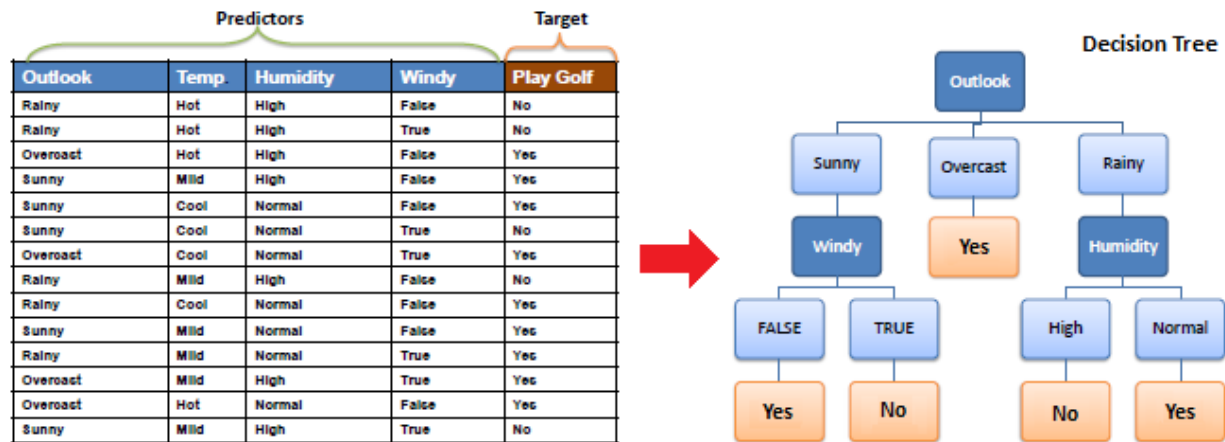 Predictors Target
Decision Tree
Outlook Temp. Humidity Windy Play Golf
Rainy Hot High False No
Rainy Hot High True No
Overcast Hot High False Yes
Sunny Mild High False Yes
Sunny Cool Normal False Yes
Sunny Cool Normal True No
Overcast Cool Normal True Yes
Rainy Mild High False No
Rainy Cool Normal False Yes
Sunny Mild Normal False Yes
Rainy Mild Normal True Yes
Overcast Mild High True Yes
Overcast Hot Normal False Yes
Sunny Mild High True No
Outlook
Sunny Overcast Rainy
Windy Yes Humidity
FALSE TRUE High Normal
Yes No No Yes